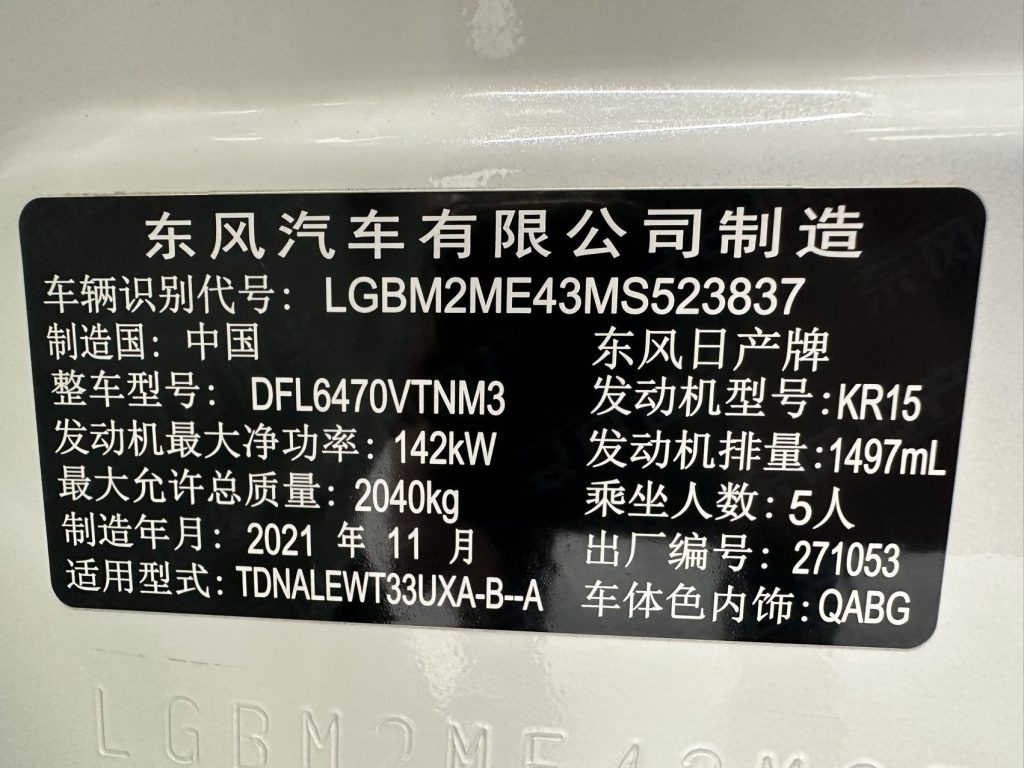 东风汽车有限公司制造
车辆识别代号: LGBM2ME43MS523837
制造国: 中国 东风日产牌
整车型号: DFL6470VTNM3 发动机型号:KR15
发动机最大净功率: 142kW 发动机排量:1497mL
最大允许总质量: 2040kg 乘坐人数: 5人
制造年月: 2021 年 11 月 出厂编号: 271053
适用型式: TDNALEWT33UXA-B--A 车体色内饰:QABG
LGBM2ME43MS